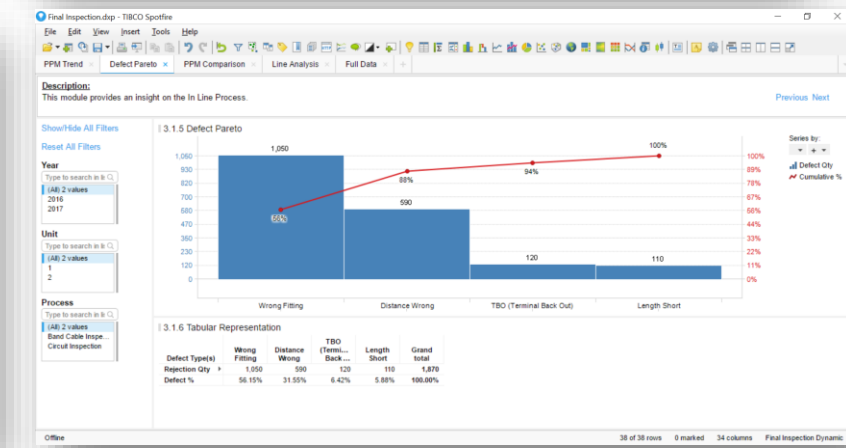 Final Inspection.dxp - TIBCO Spotfire
File Edit View Insert Tools Help
PPM Trend Defect Pareto PPM Comparison Line Analysis Full Data
Description:
This module provides an insight on the In Line Process.
Previous Next
Show/Hide All Filters
Reset All Filters
Year
Type to search in li
(All) 2 values
2016
2017
Unit
Type to search in li
(All) 2 values
1
2
Process
Type to search in li
(All) 2 values
Band Cable Inspe...
Circuit Inspection
3.1.5 Defect Pareto
1,050
930
820
700
580
470
350
230
120
0
1,050
590
120
110
56%
88%
94%
100%
100%
89%
78%
67%
56%
44%
33%
22%
11%
0%
Wrong Fitting
Distance Wrong
TBO (Terminal Back Out)
Length Short
Series by:
Defect Qty
Cumulative %
3.1.6 Tabular Representation
Defect Type(s) Wrong Fitting Distance Wrong TBO (Termi... Back ... Length Short Grand total
Rejection Qty 1,050 590 120 110 1,870
Defect % 56.15% 31.55% 6.42% 5.88% 100.00%
Offline
38 of 38 rows 0 marked 34 columns Final Inspection Dynamic